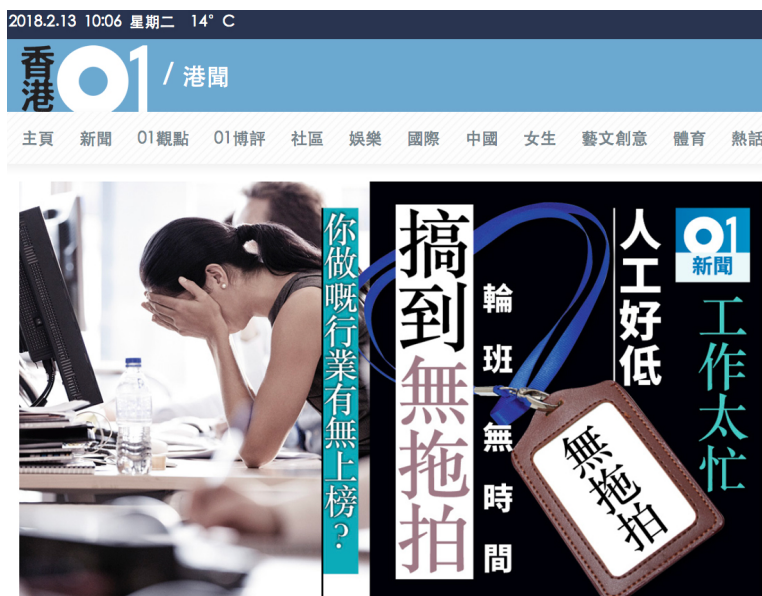 2018.2.13 10:06 星期二 14° C
香港01 / 港聞
主頁 新聞 01觀點 01博評 社區 娛樂 國際 中國 女生 藝文創意 體育 熱話
01
新聞
工作太忙
人工好低
輪班無時間
搞到無拖拍
你做嘅行業有無上榜？
無拖拍